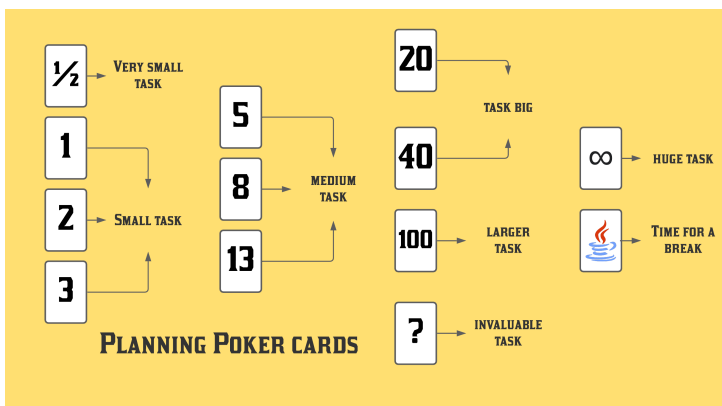 ½
Very small
task
1
2
Small task
3
5
8
medium
task
13
20
task big
40
100
larger
task
?
invaluable
task
∞
huge task
Time for a
break
Planning Poker cards